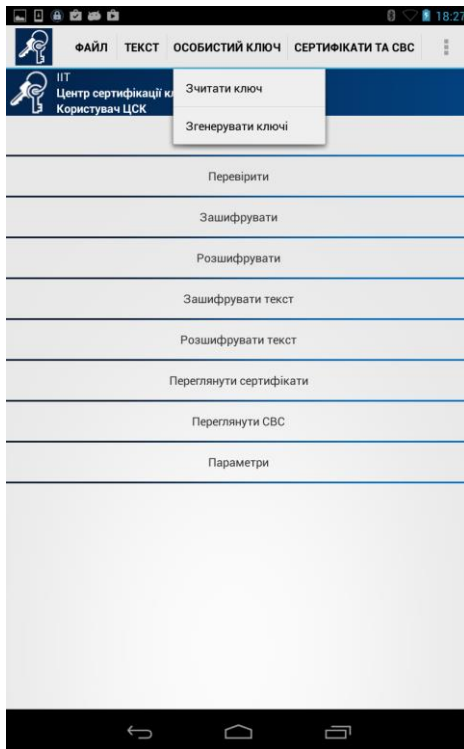 18:27
ФАЙЛ ТЕКСТ ОСОБИСТИЙ КЛЮЧ СЕРТИФІКАТИ ТА СВС
ІІТ
Центр сертифікації
Користувач ЦСК
Зчитати ключ
Згенерувати ключі
Перевірити
Зашифрувати
Розшифрувати
Зашифрувати текст
Розшифрувати текст
Переглянути сертифікати
Переглянути СВС
Параметри